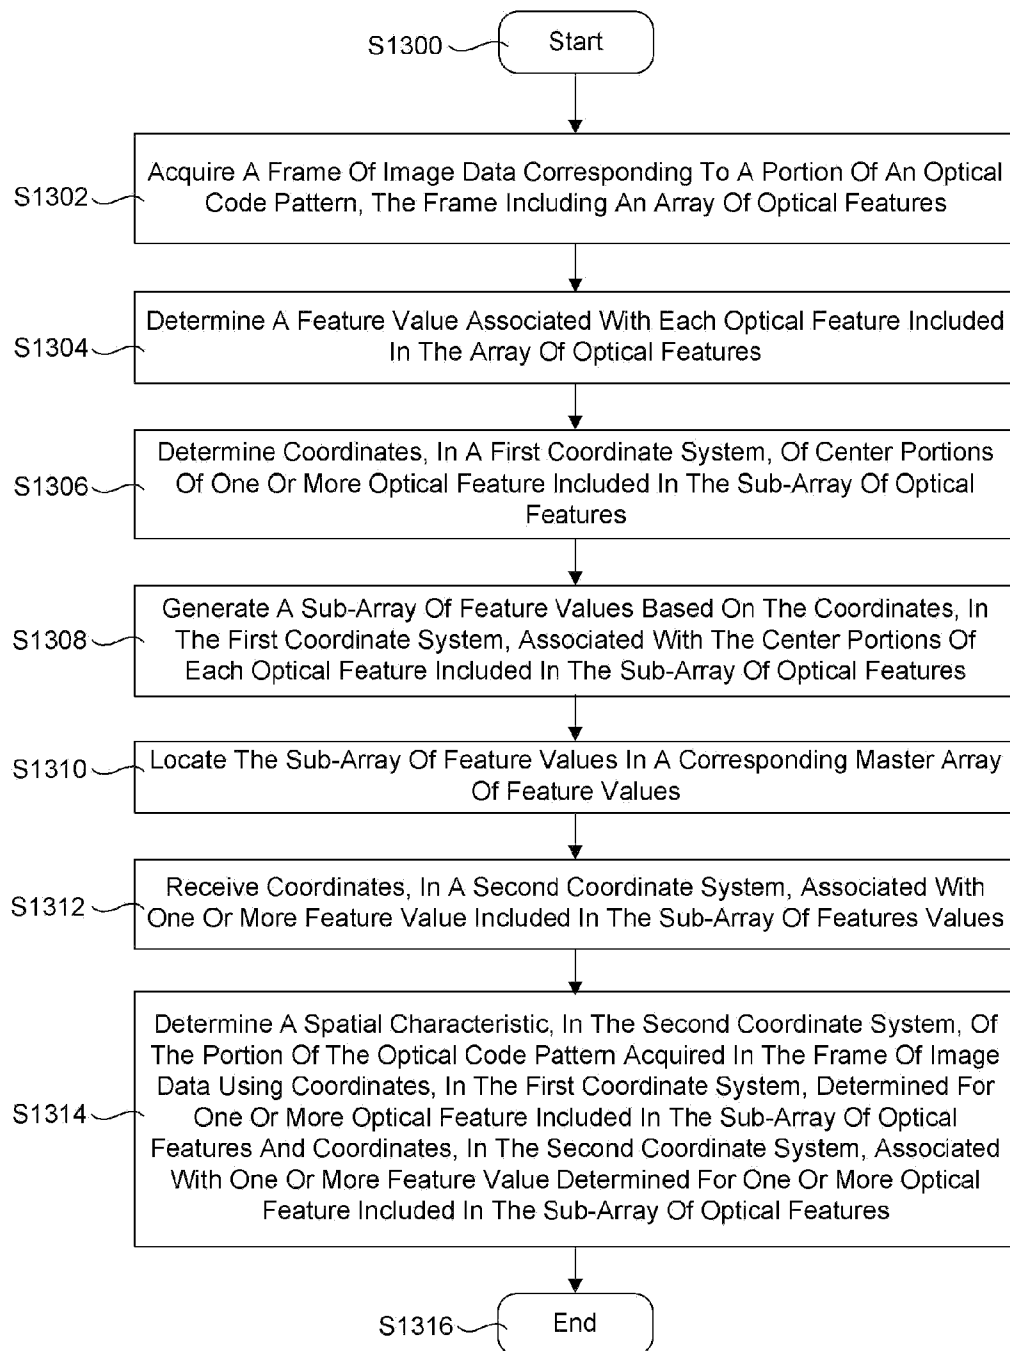 S1300
Start
S1302
Acquire A Frame Of Image Data Corresponding To A Portion Of An Optical
Code Pattern, The Frame Including An Array Of Optical Features
S1304
Determine A Feature Value Associated With Each Optical Feature Included
In The Array Of Optical Features
S1306
Determine Coordinates, In A First Coordinate System, Of Center Portions
Of One Or More Optical Feature Included In The Sub-Array Of Optical
Features
S1308
Generate A Sub-Array Of Feature Values Based On The Coordinates, In
The First Coordinate System, Associated With The Center Portions Of
Each Optical Feature Included In The Sub-Array Of Optical Features
S1310
Locate The Sub-Array Of Feature Values In A Corresponding Master Array
Of Feature Values
S1312
Receive Coordinates, In A Second Coordinate System, Associated With
One Or More Feature Value Included In The Sub-Array Of Features Values
S1314
Determine A Spatial Characteristic, In The Second Coordinate System, Of
The Portion Of The Optical Code Pattern Acquired In The Frame Of Image
Data Using Coordinates, In The First Coordinate System, Determined For
One Or More Optical Feature Included In The Sub-Array Of Optical
Features And Coordinates, In The Second Coordinate System, Associated
With One Or More Feature Value Determined For One Or More Optical
Feature Included In The Sub-Array Of Optical Features
S1316
End